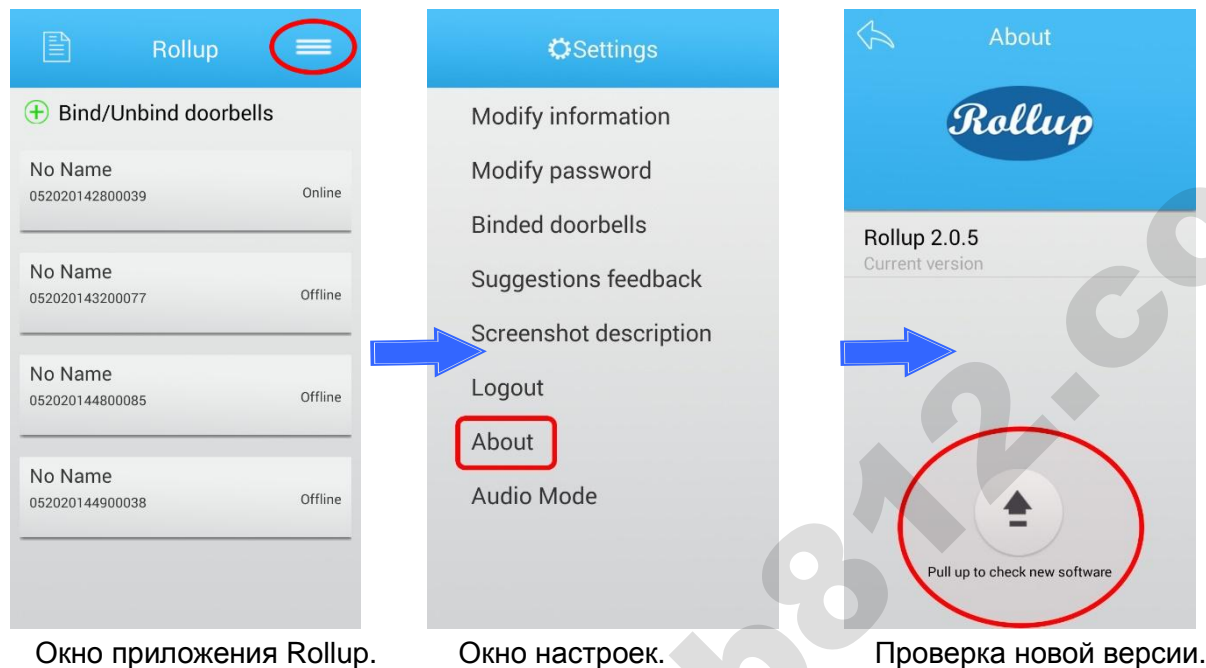 Rollup
Bind/Unbind doorbells
No Name
052020142800039
Online
No Name
052020143200077
Offline
No Name
052020144800085
Offline
No Name
052020144900038
Offline
Окно приложения Rollup.
Settings
Modify information
Modify password
Binded doorbells
Suggestions feedback
Screenshot description
Logout
About
Audio Mode
Окно настроек.
About
Rollup
Rollup 2.0.5
Current version
Pull up to check new software
Проверка новой версии.
b812.co